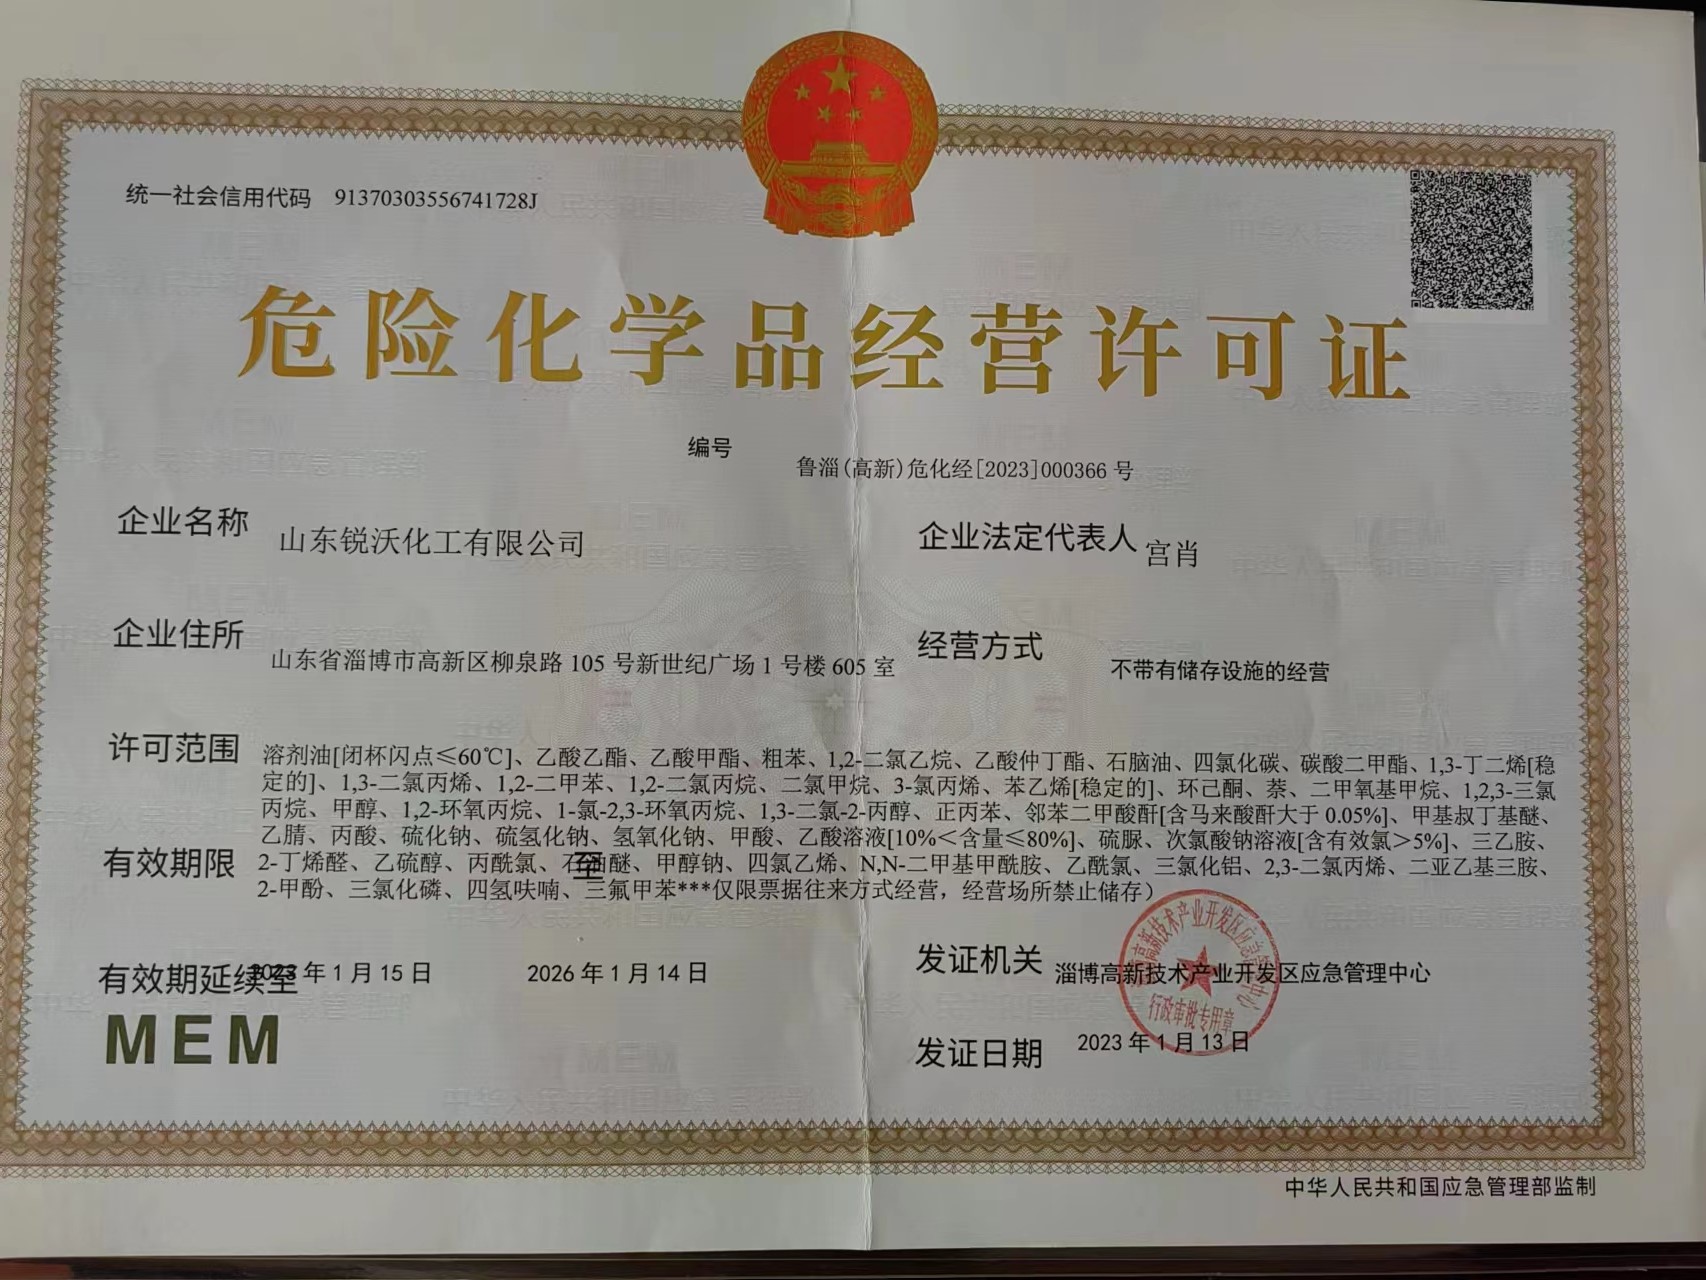 统一社会信用代码 91370303556741728J
危险化学品经营许可证
编号 鲁淄(高新)危化经[2023]000366 号
企业名称 山东锐沃化工有限公司
企业法定代表人 宫肖
企业住所 山东省淄博市高新区柳泉路 105 号新世纪广场 1 号楼 605 室
经营方式 不带有储存设施的经营
许可范围
溶剂油[闭杯闪点≤60℃]、乙酸乙酯、乙酸甲酯、粗苯、1,2-二氯乙烷、乙酸仲丁酯、石脑油、四氯化碳、碳酸二甲酯、1,3-丁二烯[稳
定的]、1,3-二氯丙烯、1,2-二甲苯、1,2-二氯丙烷、二氯甲烷、3-氯丙烯、苯乙烯[稳定的]、环己酮、萘、二甲氧基甲烷、1,2,3-三氯
丙烷、甲醇、1,2-环氧丙烷、1-氯-2,3-环氧丙烷、1,3-二氯-2-丙醇、正丙苯、邻苯二甲酸酐[含马来酸酐大于 0.05%]、甲基叔丁基醚、
乙腈、丙酸、硫化钠、硫氢化钠、氢氧化钠、甲酸、乙酸溶液[10%＜含量≤80%]、硫脲、次氯酸钠溶液[含有效氯＞5%]、三乙胺、
2-丁烯醛、乙硫醇、丙酰氯、石油醚、甲醇钠、四氯乙烯、N,N-二甲基甲酰胺、乙酰氯、三氯化铝、2,3-二氯丙烯、二亚乙基三胺、
2-甲酚、三氯化磷、四氢呋喃、三氟甲苯***仅限票据往来方式经营，经营场所禁止储存）
有效期限 至
有效期延续至 2023 年 1 月 15 日 2026 年 1 月 14 日
发证机关 淄博高新技术产业开发区应急管理中心
行政审批专用章
发证日期 2023 年 1 月 13 日
MEM
中华人民共和国应急管理部监制